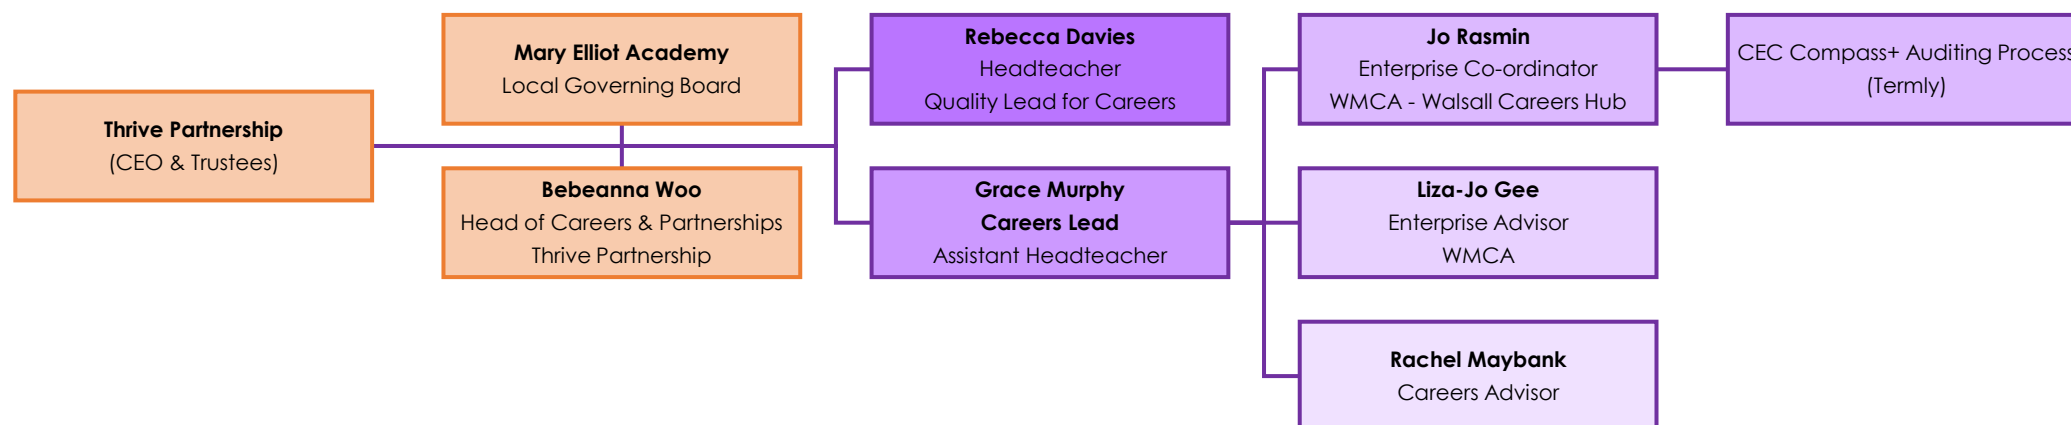 Thrive Partnership
(CEO & Trustees)
Mary Elliot Academy
Local Governing Board
Bebeanna Woo
Head of Careers & Partnerships
Thrive Partnership
Rebecca Davies
Headteacher
Quality Lead for Careers
Grace Murphy
Careers Lead
Assistant Headteacher
Jo Rasmin
Enterprise Co-ordinator
WMCA - Walsall Careers Hub
Liza-Jo Gee
Enterprise Advisor
WMCA
Rachel Maybank
Careers Advisor
CEC Compass+ Auditing Process
(Termly)